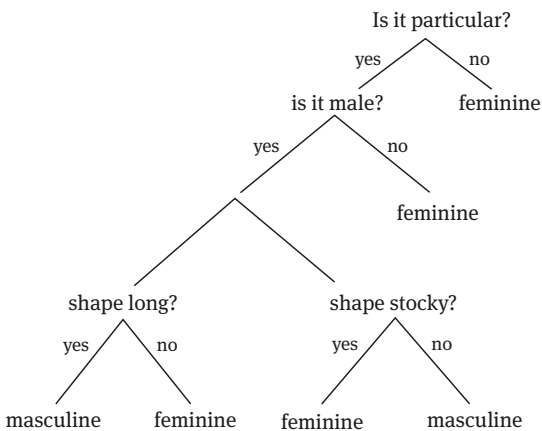 Is it particular?
yes no
is it male? feminine
yes no
feminine
shape long? shape stocky?
yes no yes no
masculine feminine feminine masculine